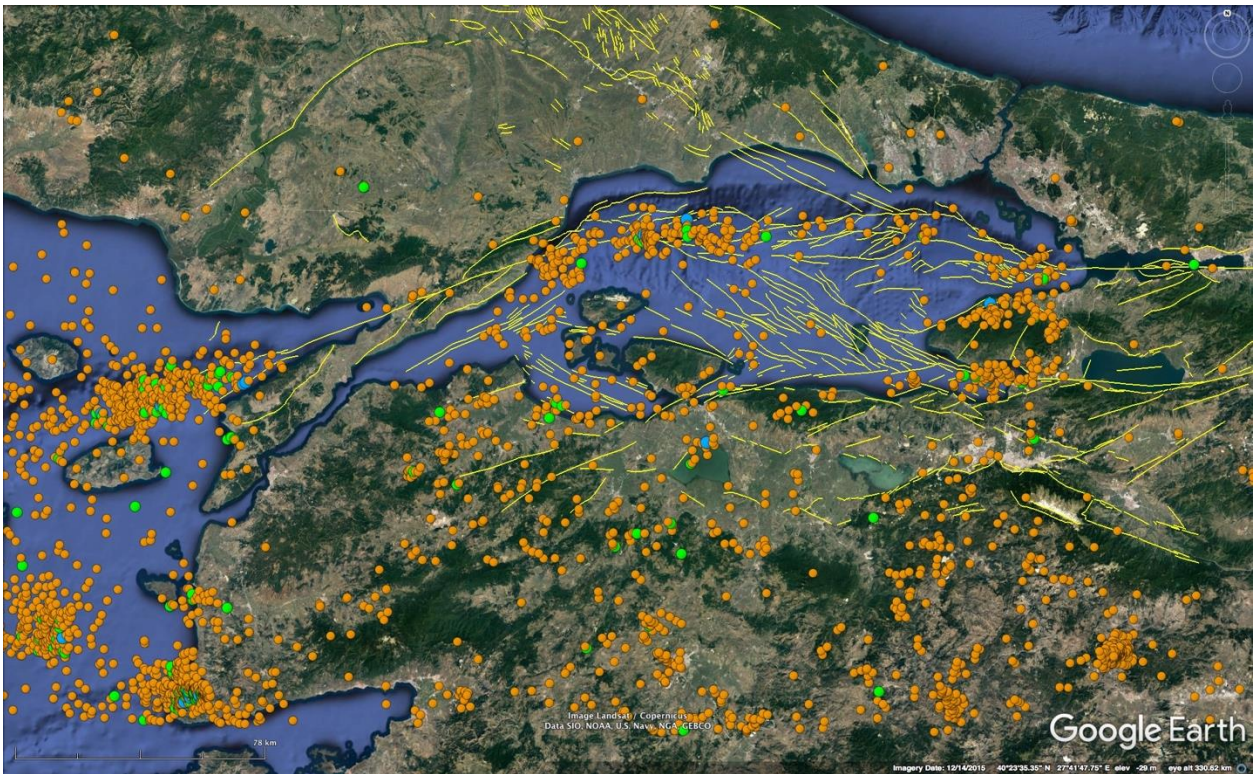 N
Image Landsat / Copernicus
Data SIO, NOAA, U.S. Navy, NGA, GEBCO
78 km
Google Earth
Imagery Date: 12/14/2015 40°23'35.35" N 27°41'47.75" E elev -29 m eye alt 330.62 km